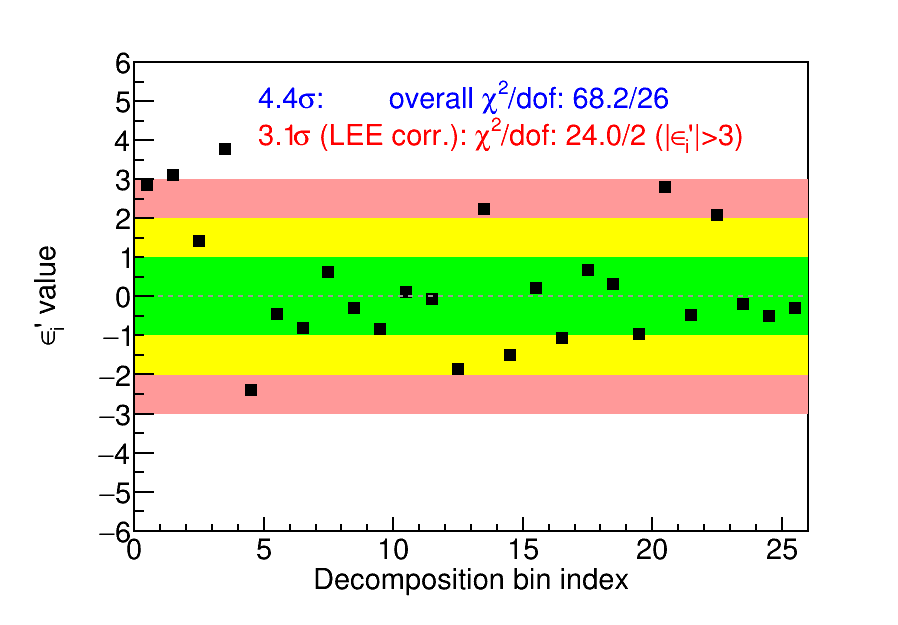 4.4σ: overall χ²/dof: 68.2/26
3.1σ (LEE corr.): χ²/dof: 24.0/2 (|ϵᵢ'|>3)
6
5
4
3
2
1
0
−1
−2
−3
−4
−5
−6
ϵᵢ' value
0 5 10 15 20 25
Decomposition bin index